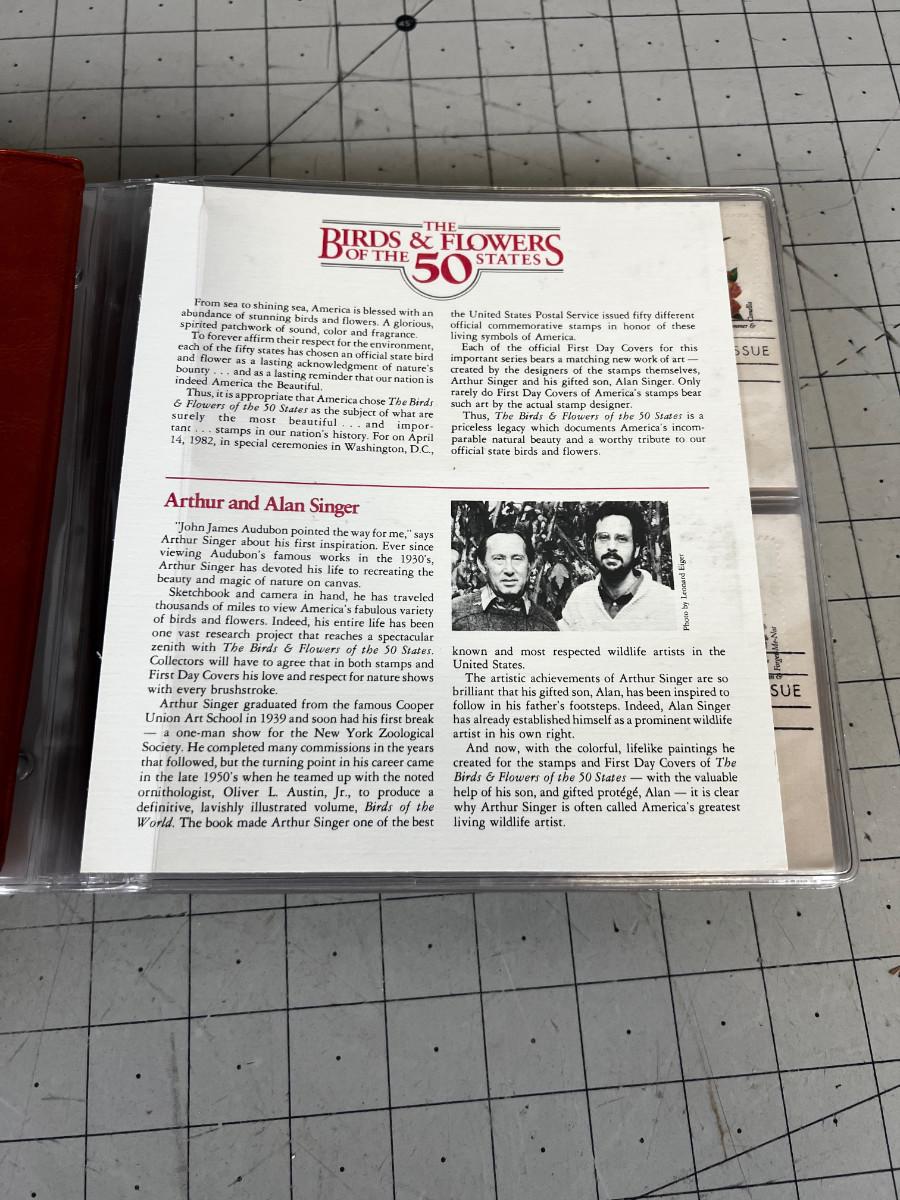 THE
BIRDS & FLOWERS
OF THE 50 STATES
From sea to shining sea, America is blessed with an
abundance of stunning birds and flowers. A glorious,
spirited patchwork of sound, color and fragrance.
To forever affirm their respect for the environment,
each of the fifty states has chosen an official state bird
and flower as a lasting acknowledgment of nature's
bounty . . . and as a lasting reminder that our nation is
indeed America the Beautiful.
Thus, it is appropriate that America chose The Birds
& Flowers of the 50 States as the subject of what are
surely the most beautiful . . . and impor-
tant . . . stamps in our nation's history. For on April
14, 1982, in special ceremonies in Washington, D.C.,
the United States Postal Service issued fifty different
official commemorative stamps in honor of these
living symbols of America.
Each of the official First Day Covers for this
important series bears a matching new work of art —
created by the designers of the stamps themselves,
Arthur Singer and his gifted son, Alan Singer. Only
rarely do First Day Covers of America's stamps bear
such art by the actual stamp designer.
Thus, The Birds & Flowers of the 50 States is a
priceless legacy which documents America's incom-
parable natural beauty and a worthy tribute to our
official state birds and flowers.
Arthur and Alan Singer
"John James Audubon pointed the way for me," says
Arthur Singer about his first inspiration. Ever since
viewing Audubon's famous works in the 1930's,
Arthur Singer has devoted his life to recreating the
beauty and magic of nature on canvas.
Sketchbook and camera in hand, he has traveled
thousands of miles to view America's fabulous variety
of birds and flowers. Indeed, his entire life has been
one vast research project that reaches a spectacular
zenith with The Birds & Flowers of the 50 States.
Collectors will have to agree that in both stamps and
First Day Covers his love and respect for nature shows
with every brushstroke.
Arthur Singer graduated from the famous Cooper
Union Art School in 1939 and soon had his first break
— a one-man show for the New York Zoological
Society. He completed many commissions in the years
that followed, but the turning point in his career came
in the late 1950's when he teamed up with the noted
ornithologist, Oliver L. Austin, Jr., to produce a
definitive, lavishly illustrated volume, Birds of the
World. The book made Arthur Singer one of the best
Photo by Leonard Eiger
known and most respected wildlife artists in the
United States.
The artistic achievements of Arthur Singer are so
brilliant that his gifted son, Alan, has been inspired to
follow in his father's footsteps. Indeed, Alan Singer
has already established himself as a prominent wildlife
artist in his own right.
And now, with the colorful, lifelike paintings he
created for the stamps and First Day Covers of The
Birds & Flowers of the 50 States — with the valuable
help of his son, and gifted protégé, Alan — it is clear
why Arthur Singer is often called America's greatest
living wildlife artist.
Camellia
SSUE
Forget-Me-Not
SUE
45°